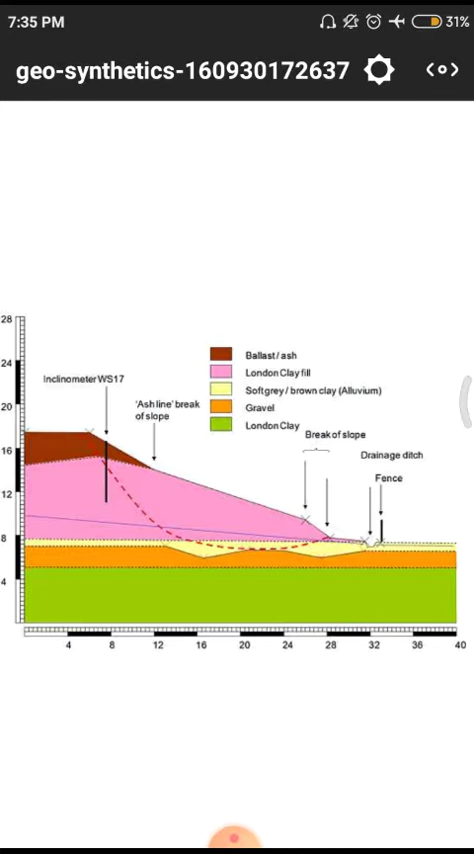 7:35 PM
31%
geo-synthetics-160930172637
28
24
20
16
12
8
4
Inclinometer WS17
'Ash line' break
of slope
Ballast / ash
London Clay fill
Soft grey / brown clay (Alluvium)
Gravel
London Clay
Break of slope
Drainage ditch
Fence
4 8 12 16 20 24 28 32 36 40